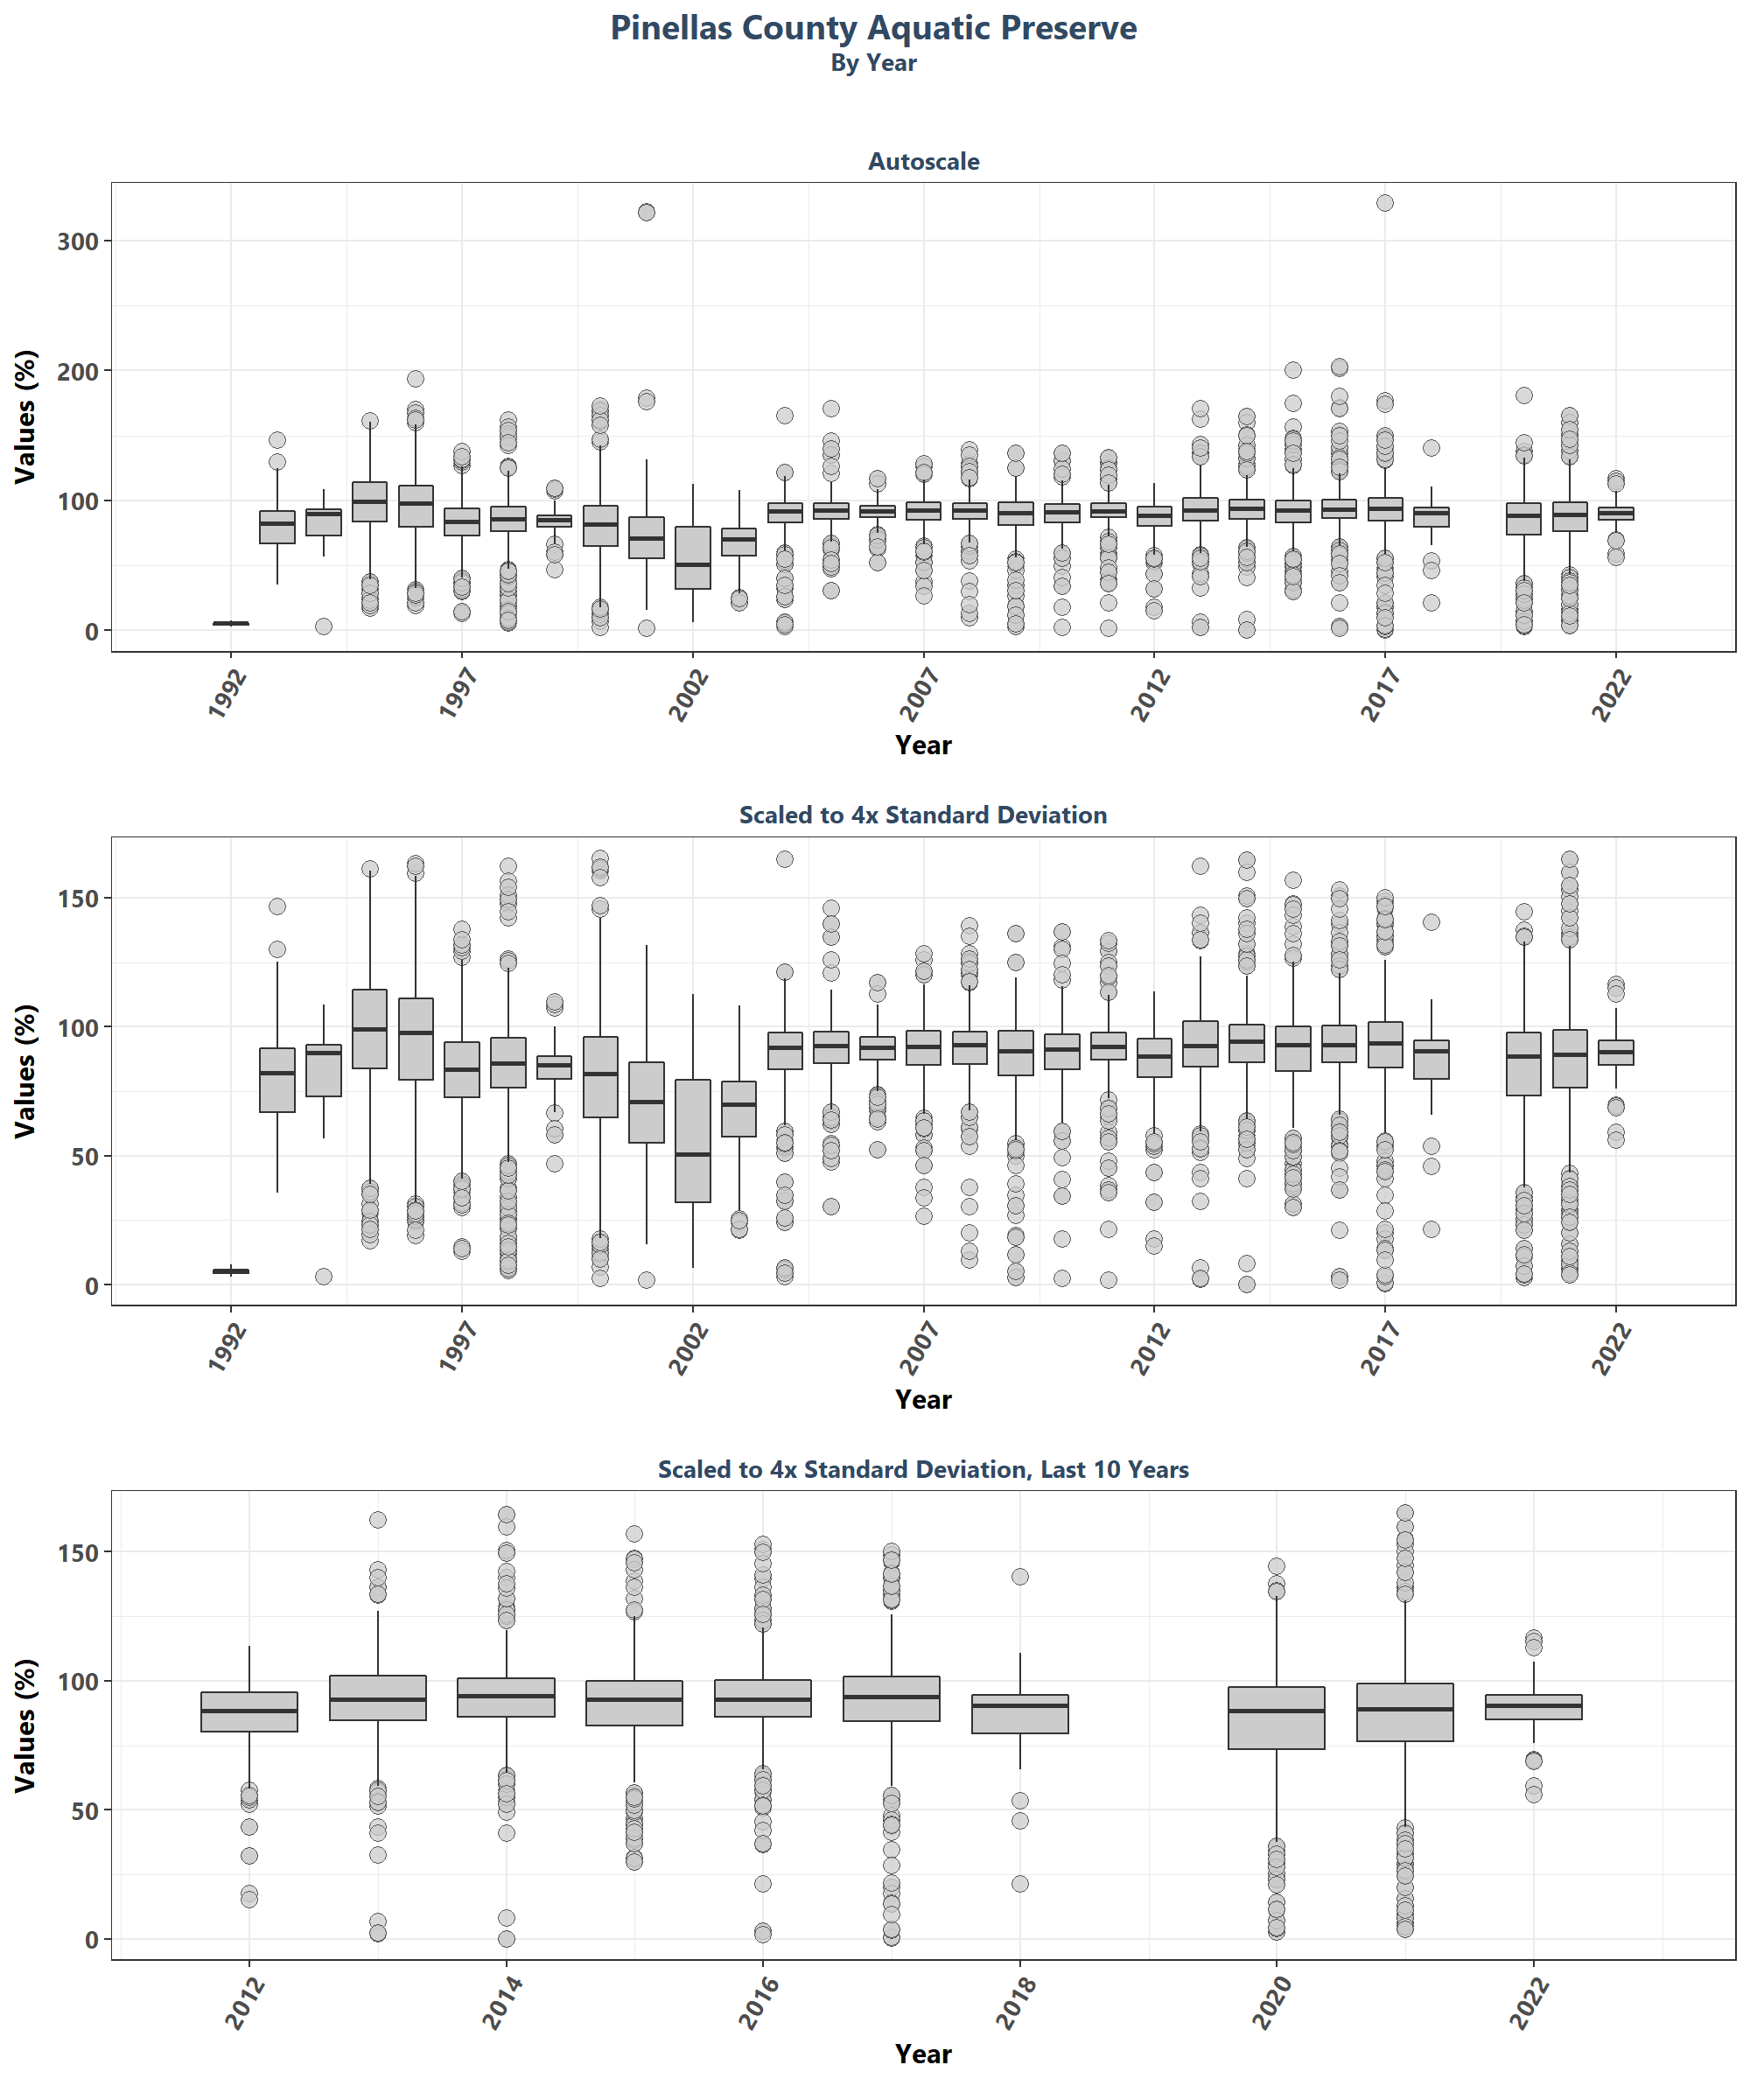 Pinellas County Aquatic Preserve
By Year
Autoscale
Values (%)
300
200
100
0
1992
1997
2002
2007
2012
2017
2022
Year
Scaled to 4x Standard Deviation
Values (%)
150
100
50
0
1992
1997
2002
2007
2012
2017
2022
Year
Scaled to 4x Standard Deviation, Last 10 Years
Values (%)
150
100
50
0
2012
2014
2016
2018
2020
2022
Year